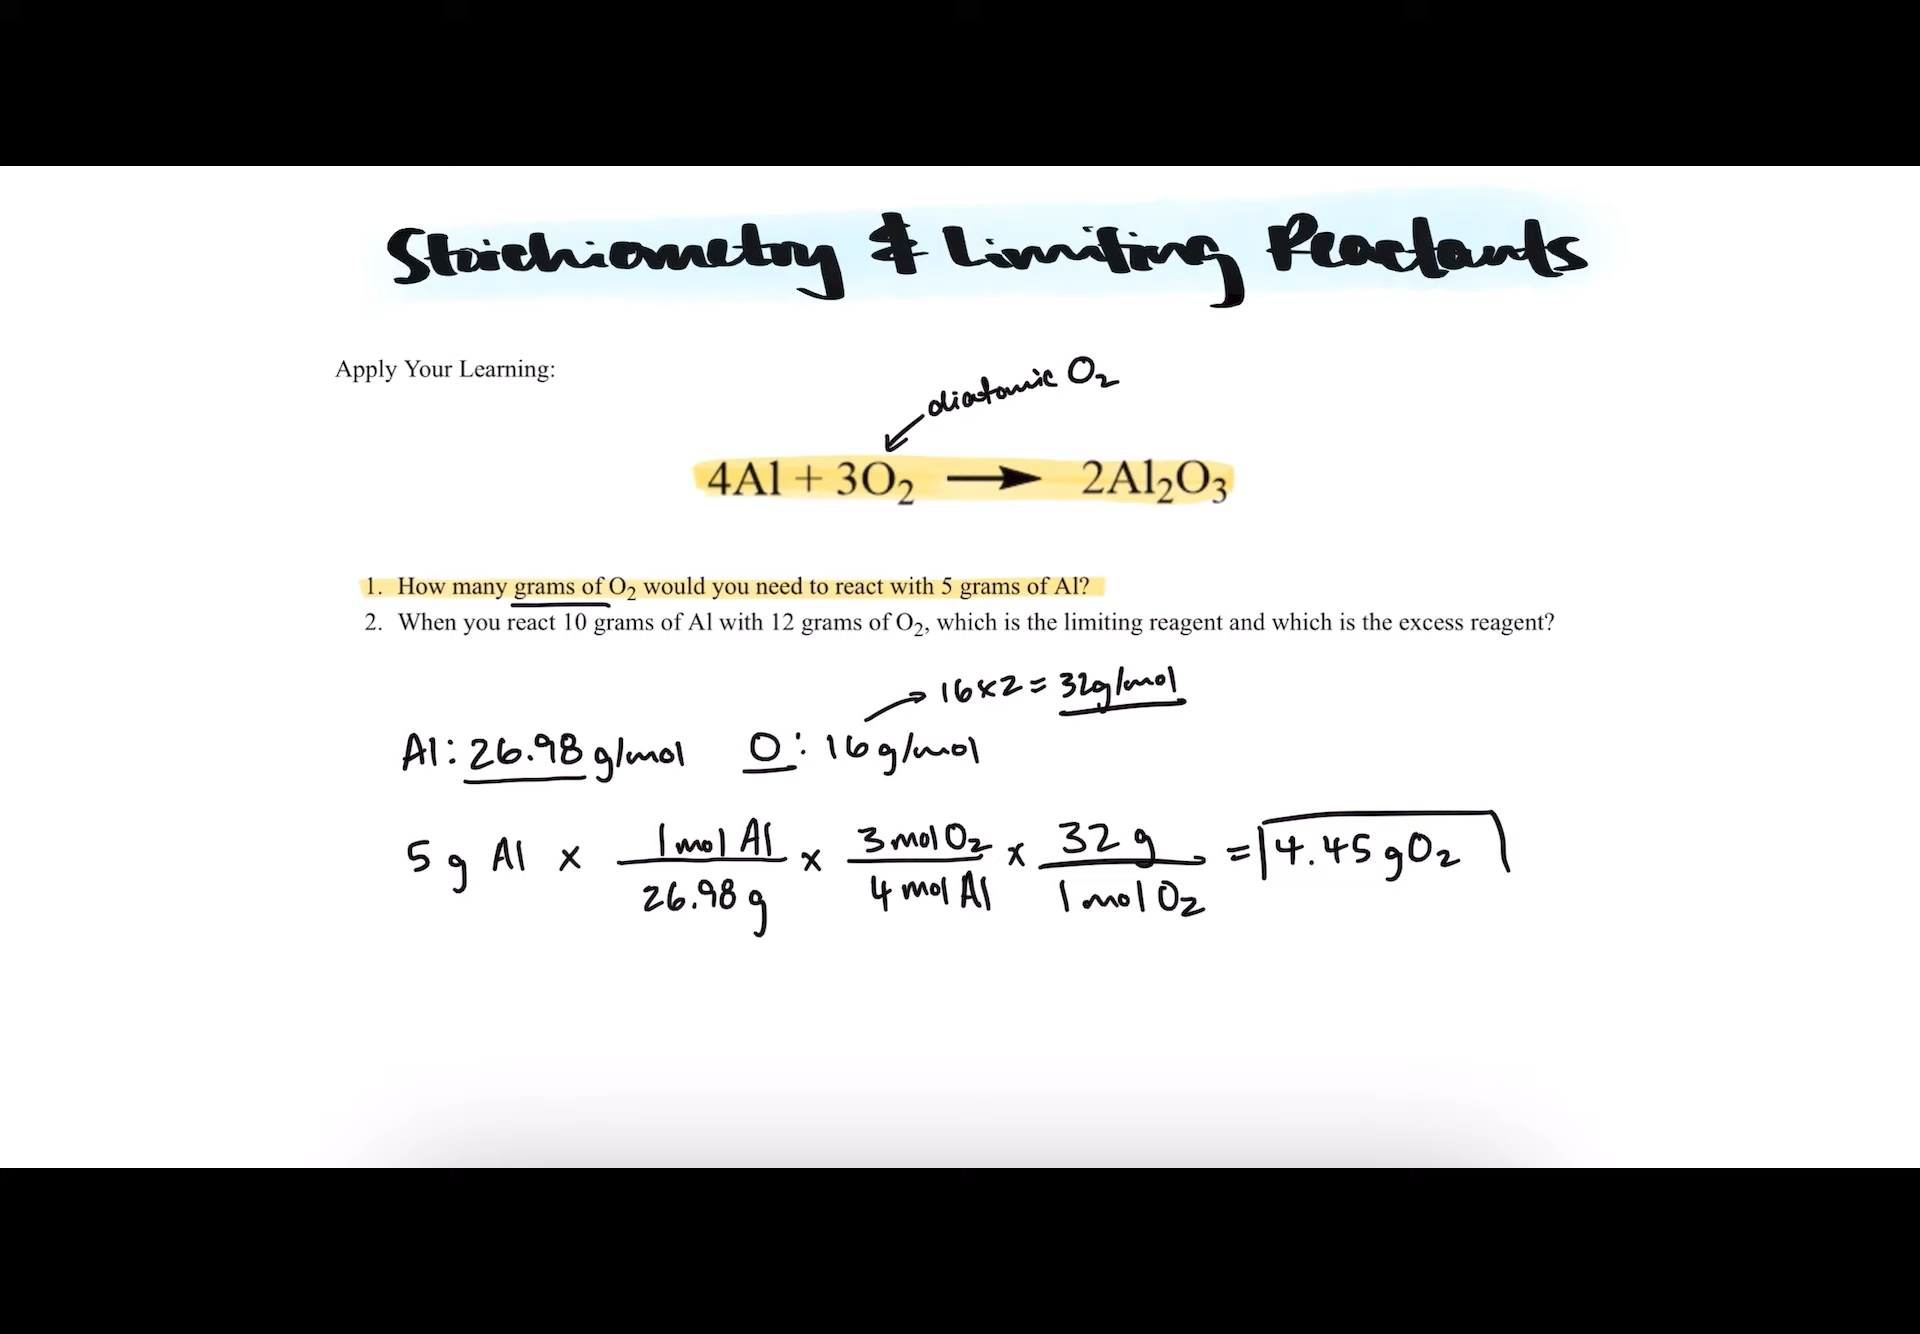 Stoichiometry & Limiting Reactants
Apply Your Learning:
diatomic O₂
4Al + 3O₂ ⟶ 2Al₂O₃
1. How many grams of O₂ would you need to react with 5 grams of Al?
2. When you react 10 grams of Al with 12 grams of O₂, which is the limiting reagent and which is the excess reagent?
16×2 = 32g/mol
Al: 26.98 g/mol O: 16 g/mol
5 g Al × 1 mol Al / 26.98 g × 3 mol O₂ / 4 mol Al × 32 g / 1 mol O₂ = 4.45 g O₂